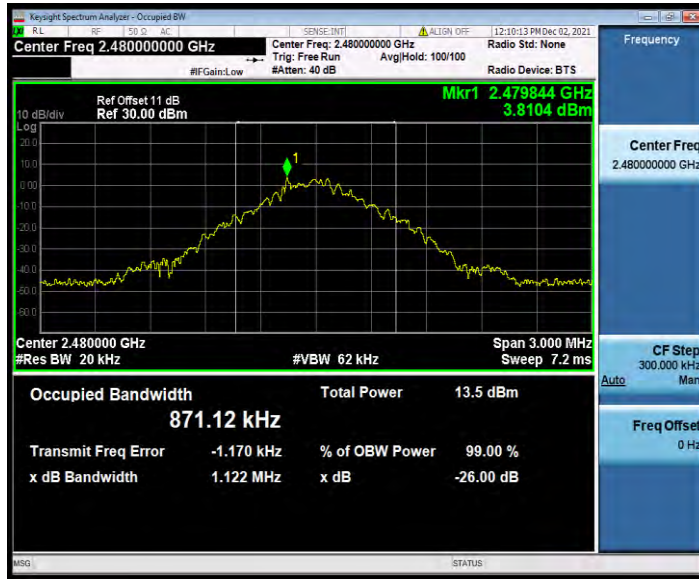 Keysight Spectrum Analyzer - Occupied BW
RL RF 50 Ω AC SENSE:INT ALIGN OFF 12:10:13 PM Dec 02, 2021
Center Freq 2.480000000 GHz
Center Freq: 2.480000000 GHz
Radio Std: None
Trig: Free Run Avg|Hold: 100/100
#IFGain:Low #Atten: 40 dB Radio Device: BTS
Frequency
Mkr1 2.479844 GHz
3.8104 dBm
Ref Offset 11 dB
10 dB/div Ref 30.00 dBm
Log
20.0
10.0
0.00
-10.0
-20.0
-30.0
-40.0
-50.0
-60.0
1
Center 2.480000 GHz Span 3.000 MHz
#Res BW 20 kHz #VBW 62 kHz Sweep 7.2 ms
Occupied Bandwidth
871.12 kHz
Total Power 13.5 dBm
Transmit Freq Error -1.170 kHz % of OBW Power 99.00 %
x dB Bandwidth 1.122 MHz x dB -26.00 dB
Center Freq
2.480000000 GHz
CF Step
300.000 kHz
Auto Man
Freq Offset
0 Hz
MSG STATUS